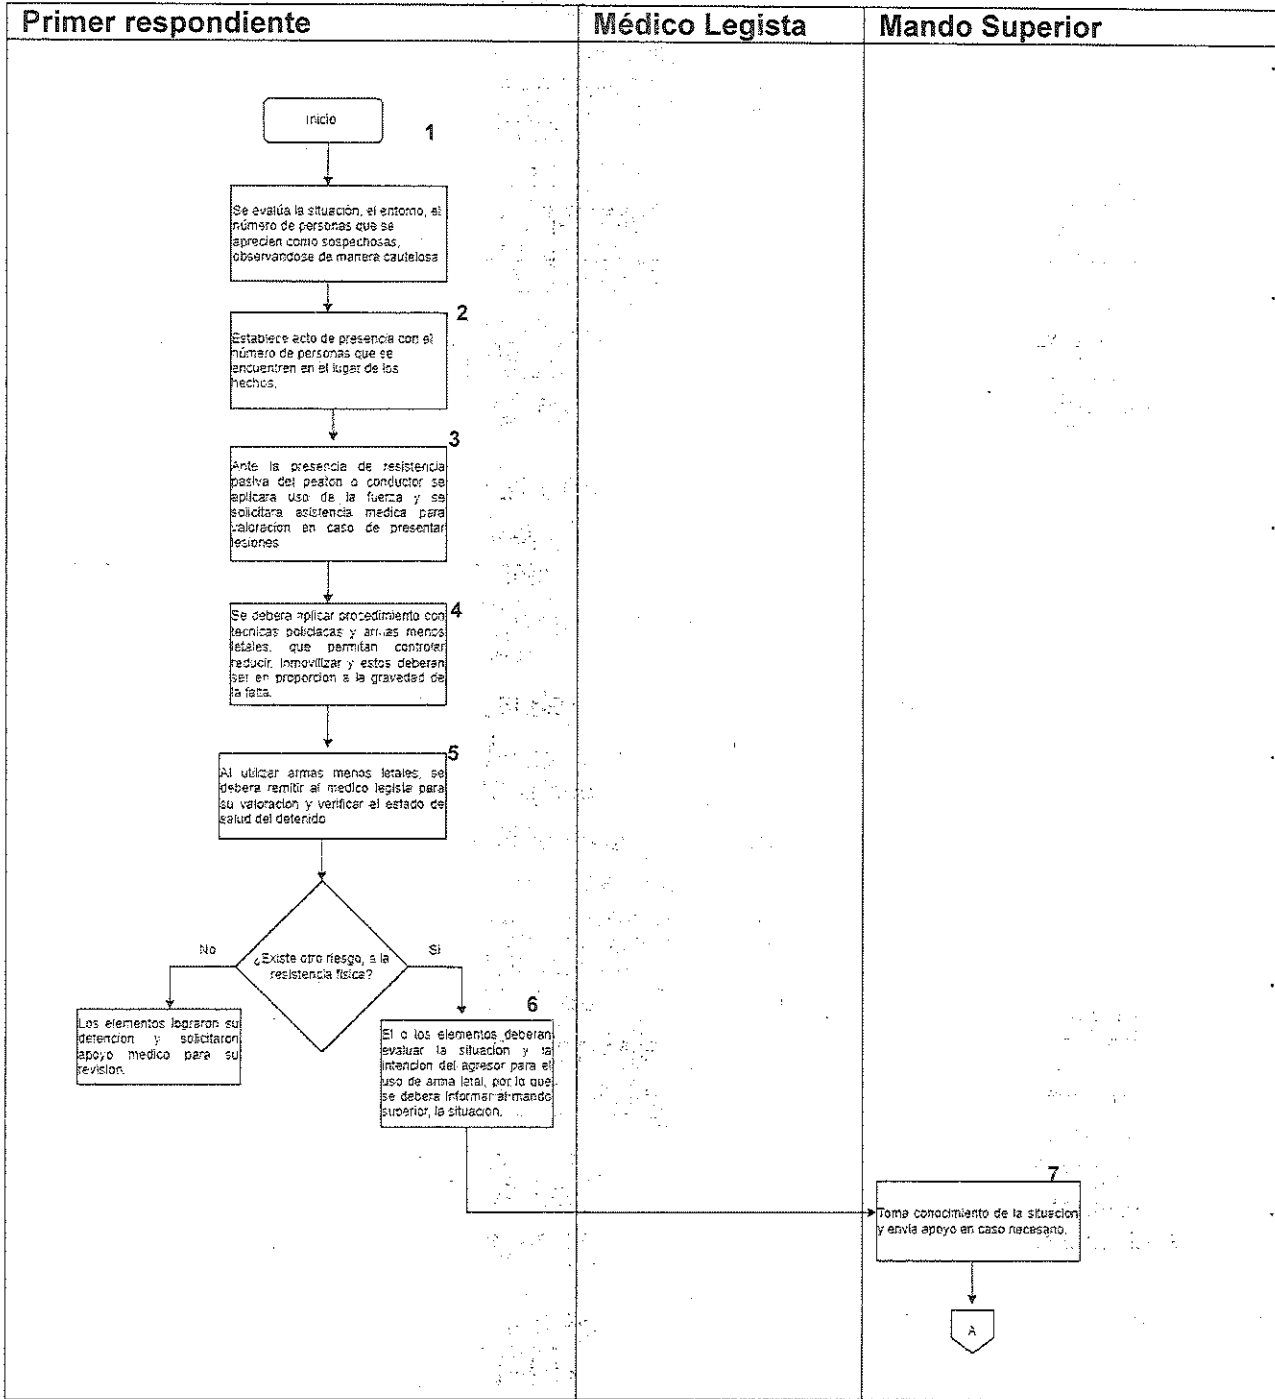 Primer respondiente
Médico Legista
Mando Superior
Inicio
1
Se evalúa la situación, el entorno, el
número de personas que se
aprecien como sospechosas,
observandose de manera cautelosa
2
Establece acto de presencia con el
número de personas que se
encuentren en el lugar de los
hechos.
3
Ante la presencia de resistencia
pasiva del peaton o conductor se
aplicara uso de la fuerza y se
solicitara asistencia medica para
valoracion en caso de presentar
lesiones
4
Se debera aplicar procedimiento con
tecnicas policiacas y armas menos
letales, que permitan controlar
reducir, inmovilizar y estos deberan
ser en proporcion a la gravedad de
la falta.
5
Al utilizar armas menos letales, se
debera remitir al medico legista para
su valoracion y verificar el estado de
salud del detenido
¿Existe otro riesgo, a la
resistencia física?
No
Si
Los elementos lograron su
detencion y solicitaron
apoyo medico para su
revision.
6
El o los elementos deberan
evaluar la situacion y la
intencion del agresor para el
uso de arma letal, por lo que
se debera informar al mando
superior, la situacion.
7
Toma conocimiento de la situacion
y envia apoyo en caso necesario.
A